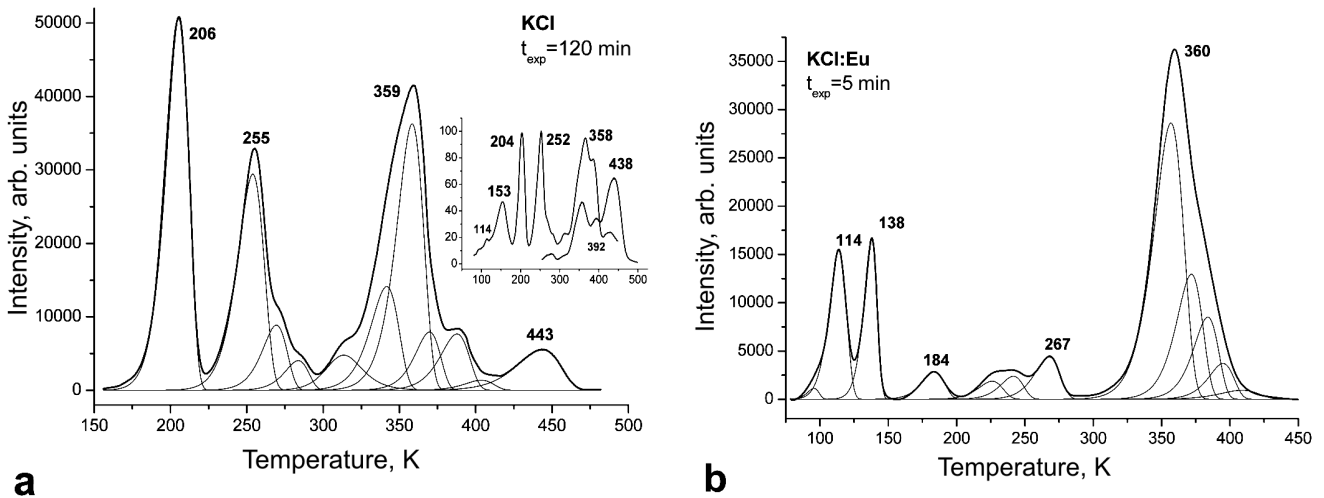 KCl
t_exp=120 min
206
255
359
443
Intensity, arb. units
50000
40000
30000
20000
10000
0
150 200 250 300 350 400 450 500
Temperature, K
a
100
80
60
40
20
0
114
153
204
252
358
392
438
100 200 300 400 500
KCl:Eu
t_exp=5 min
114
138
184
267
360
Intensity, arb. units
35000
30000
25000
20000
15000
10000
5000
0
100 150 200 250 300 350 400 450
Temperature, K
b